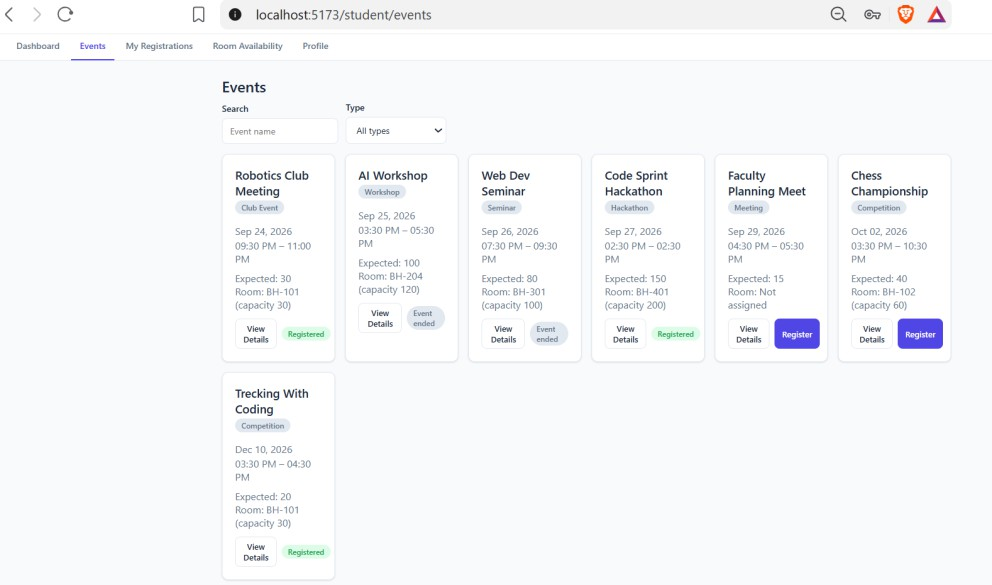 localhost:5173/student/events
Dashboard Events My Registrations Room Availability Profile
Events
Search
Event name
Type
All types
Robotics Club
Meeting
Club Event
Sep 24, 2026
09:30 PM – 11:00
PM
Expected: 30
Room: BH-101
(capacity 30)
View
Details
Registered
AI Workshop
Workshop
Sep 25, 2026
03:30 PM – 05:30
PM
Expected: 100
Room: BH-204
(capacity 120)
View
Details
Event
ended
Web Dev
Seminar
Seminar
Sep 26, 2026
07:30 PM – 09:30
PM
Expected: 80
Room: BH-301
(capacity 100)
View
Details
Event
ended
Code Sprint
Hackathon
Hackathon
Sep 27, 2026
02:30 PM – 02:30
PM
Expected: 150
Room: BH-401
(capacity 200)
View
Details
Registered
Faculty
Planning Meet
Meeting
Sep 29, 2026
04:30 PM – 05:30
PM
Expected: 15
Room: Not
assigned
View
Details
Register
Chess
Championship
Competition
Oct 02, 2026
03:30 PM – 10:30
PM
Expected: 40
Room: BH-102
(capacity 60)
View
Details
Register
Trecking With
Coding
Competition
Dec 10, 2026
03:30 PM – 04:30
PM
Expected: 20
Room: BH-101
(capacity 30)
View
Details
Registered